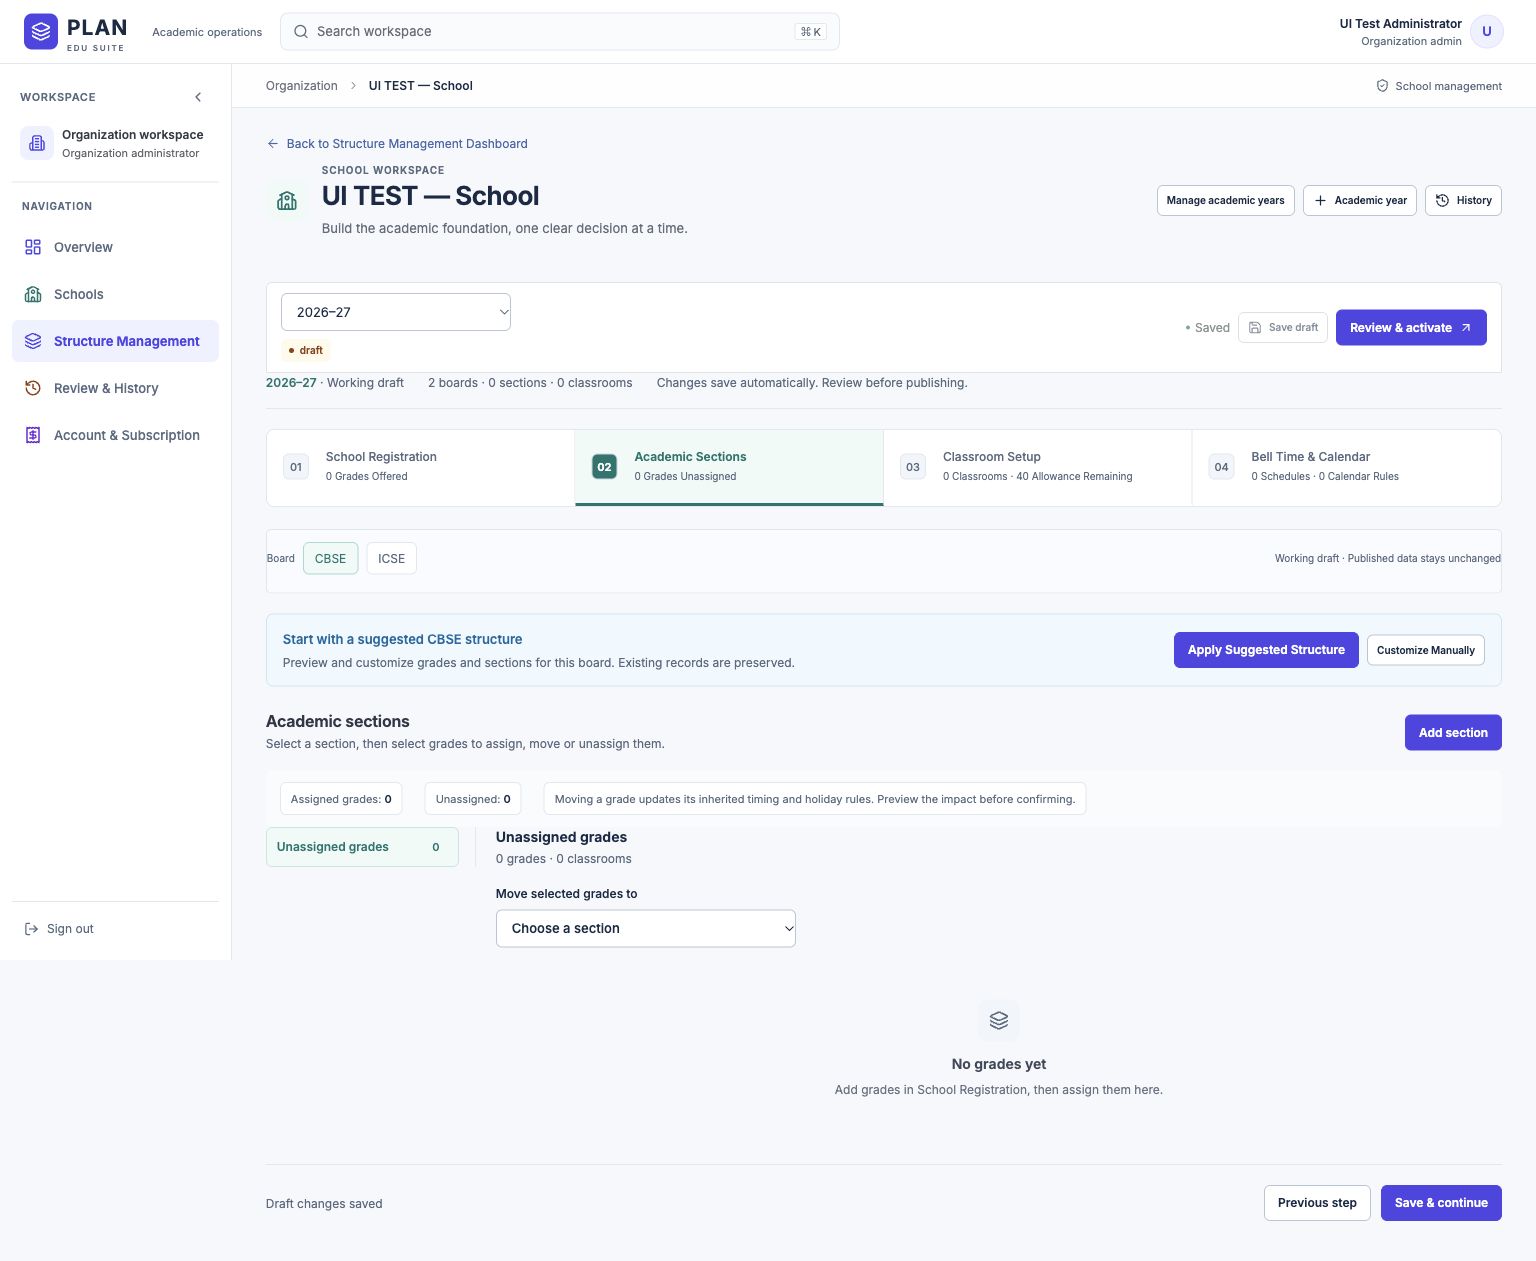 PLAN
EDU SUITE
Academic operations
Search workspace
⌘ K
UI Test Administrator
Organization admin
U
WORKSPACE
Organization workspace
Organization administrator
NAVIGATION
Overview
Schools
Structure Management
Review & History
Account & Subscription
Sign out
Organization
UI TEST — School
School management
Back to Structure Management Dashboard
SCHOOL WORKSPACE
UI TEST — School
Build the academic foundation, one clear decision at a time.
Manage academic years
Academic year
History
2026–27
draft
• Saved
Save draft
Review & activate
2026–27 · Working draft
2 boards · 0 sections · 0 classrooms
Changes save automatically. Review before publishing.
01
School Registration
0 Grades Offered
02
Academic Sections
0 Grades Unassigned
03
Classroom Setup
0 Classrooms · 40 Allowance Remaining
04
Bell Time & Calendar
0 Schedules · 0 Calendar Rules
Board
CBSE
ICSE
Working draft · Published data stays unchanged
Start with a suggested CBSE structure
Preview and customize grades and sections for this board. Existing records are preserved.
Apply Suggested Structure
Customize Manually
Academic sections
Select a section, then select grades to assign, move or unassign them.
Add section
Assigned grades: 0
Unassigned: 0
Moving a grade updates its inherited timing and holiday rules. Preview the impact before confirming.
Unassigned grades 0
Unassigned grades
0 grades · 0 classrooms
Move selected grades to
Choose a section
No grades yet
Add grades in School Registration, then assign them here.
Draft changes saved
Previous step
Save & continue